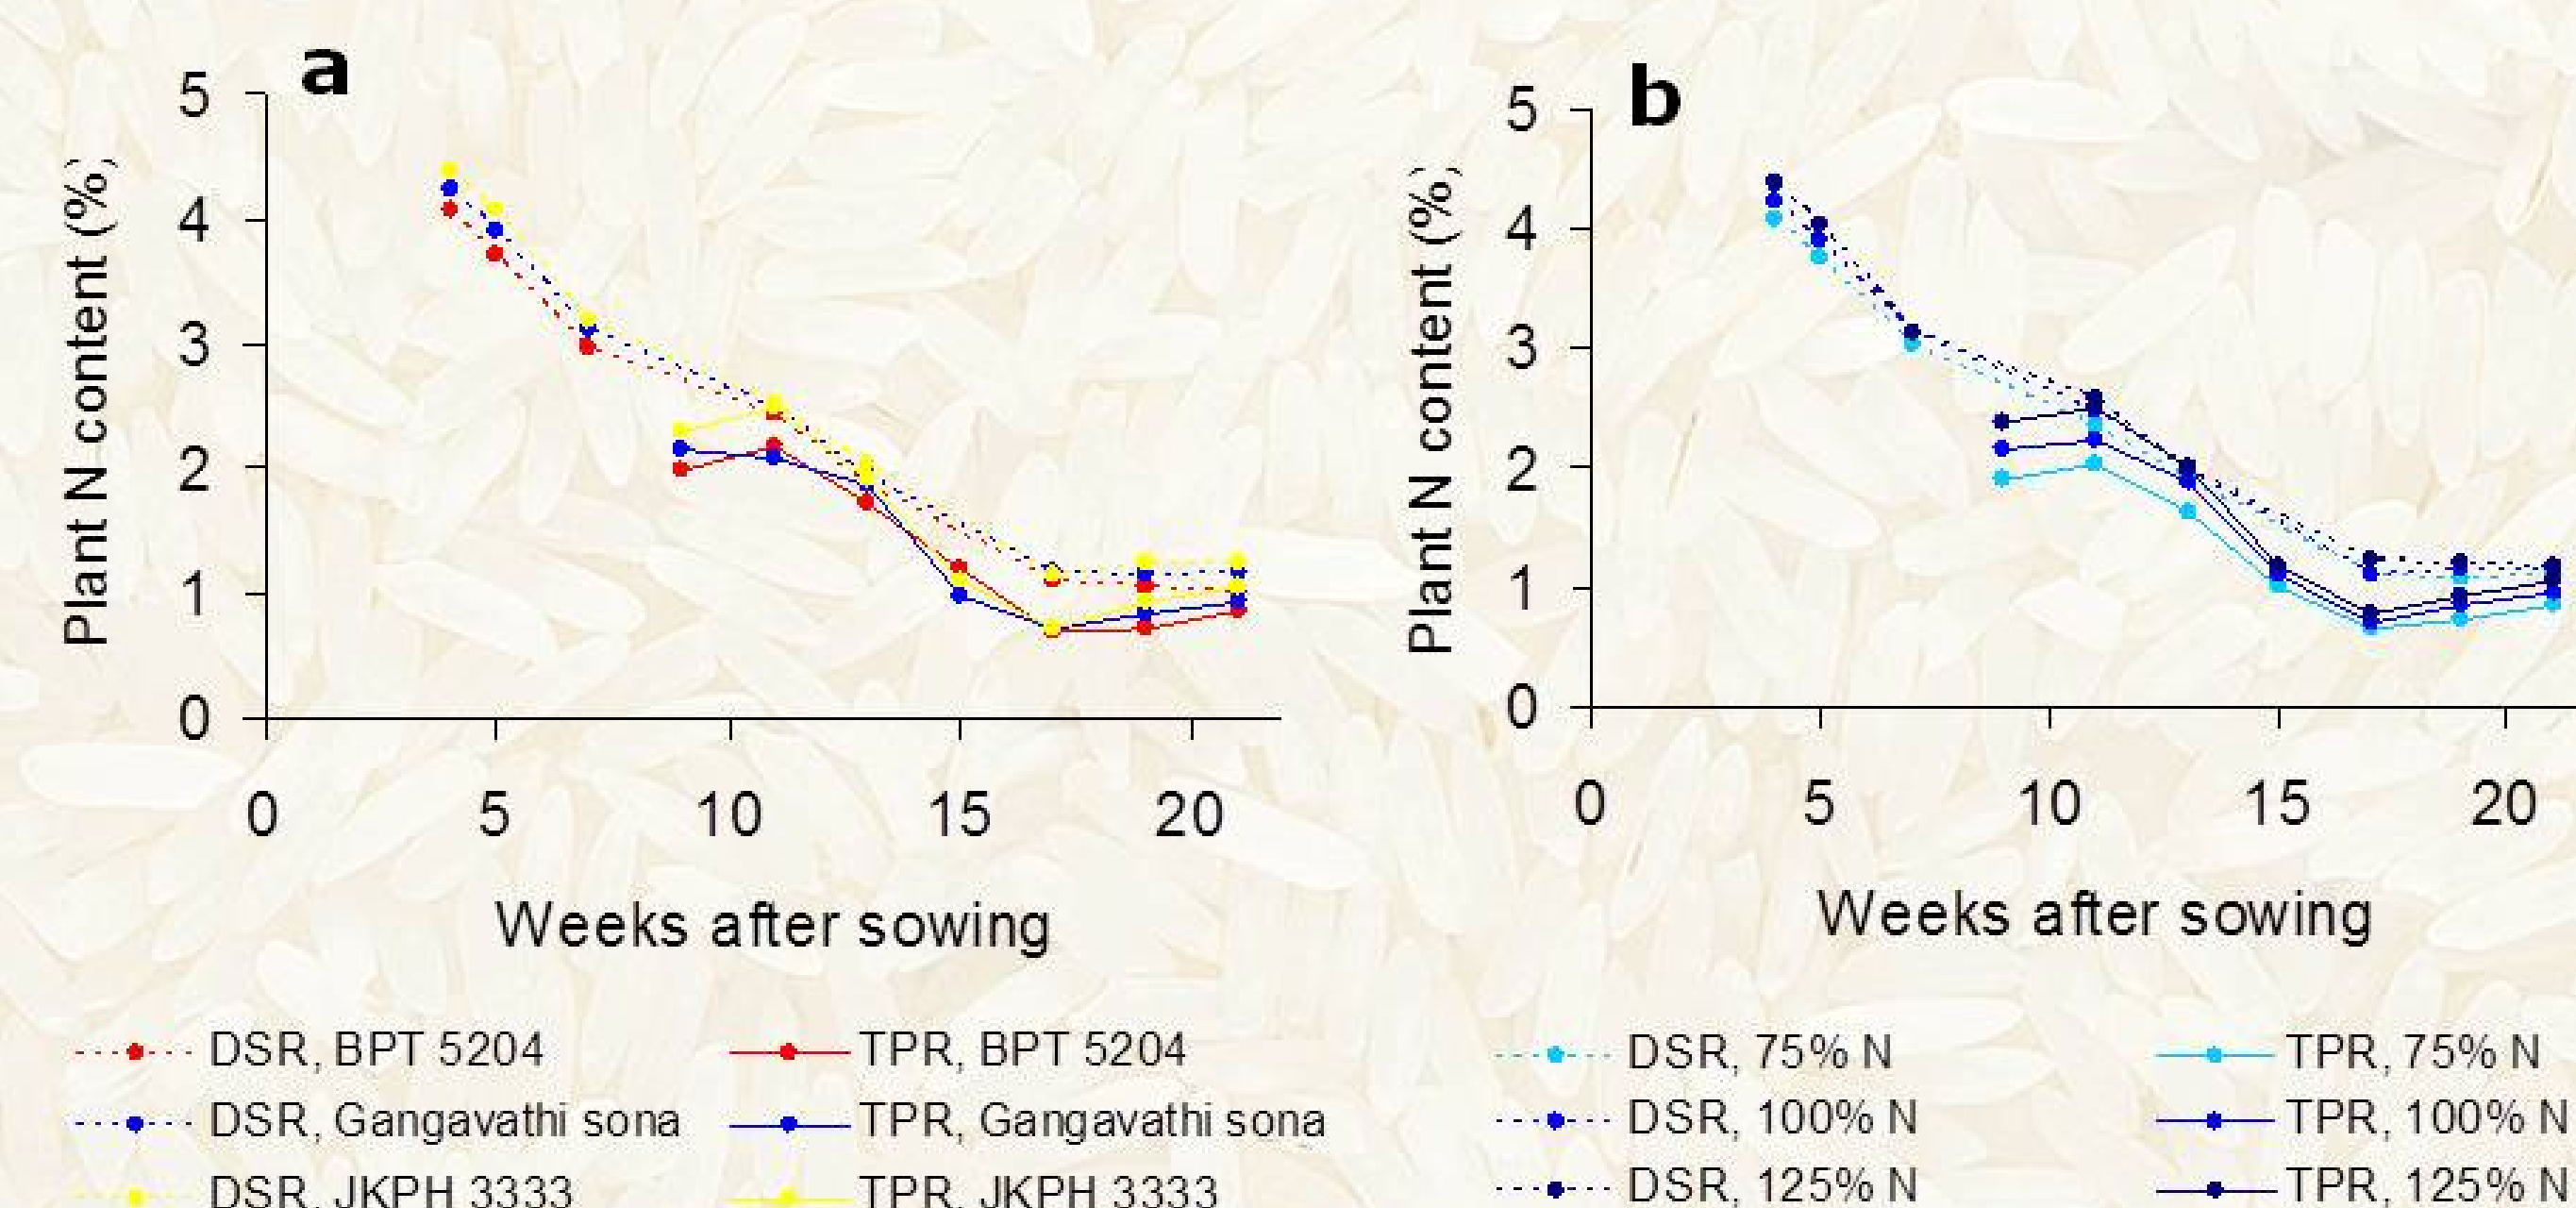 a
5
4
3
2
1
0
Plant N content (%)
0 5 10 15 20
Weeks after sowing
DSR, BPT 5204
TPR, BPT 5204
DSR, Gangavathi sona
TPR, Gangavathi sona
DSR, JKPH 3333
TPR, JKPH 3333
b
5
4
3
2
1
0
Plant N content (%)
0 5 10 15 20
Weeks after sowing
DSR, 75% N
TPR, 75% N
DSR, 100% N
TPR, 100% N
DSR, 125% N
TPR, 125% N